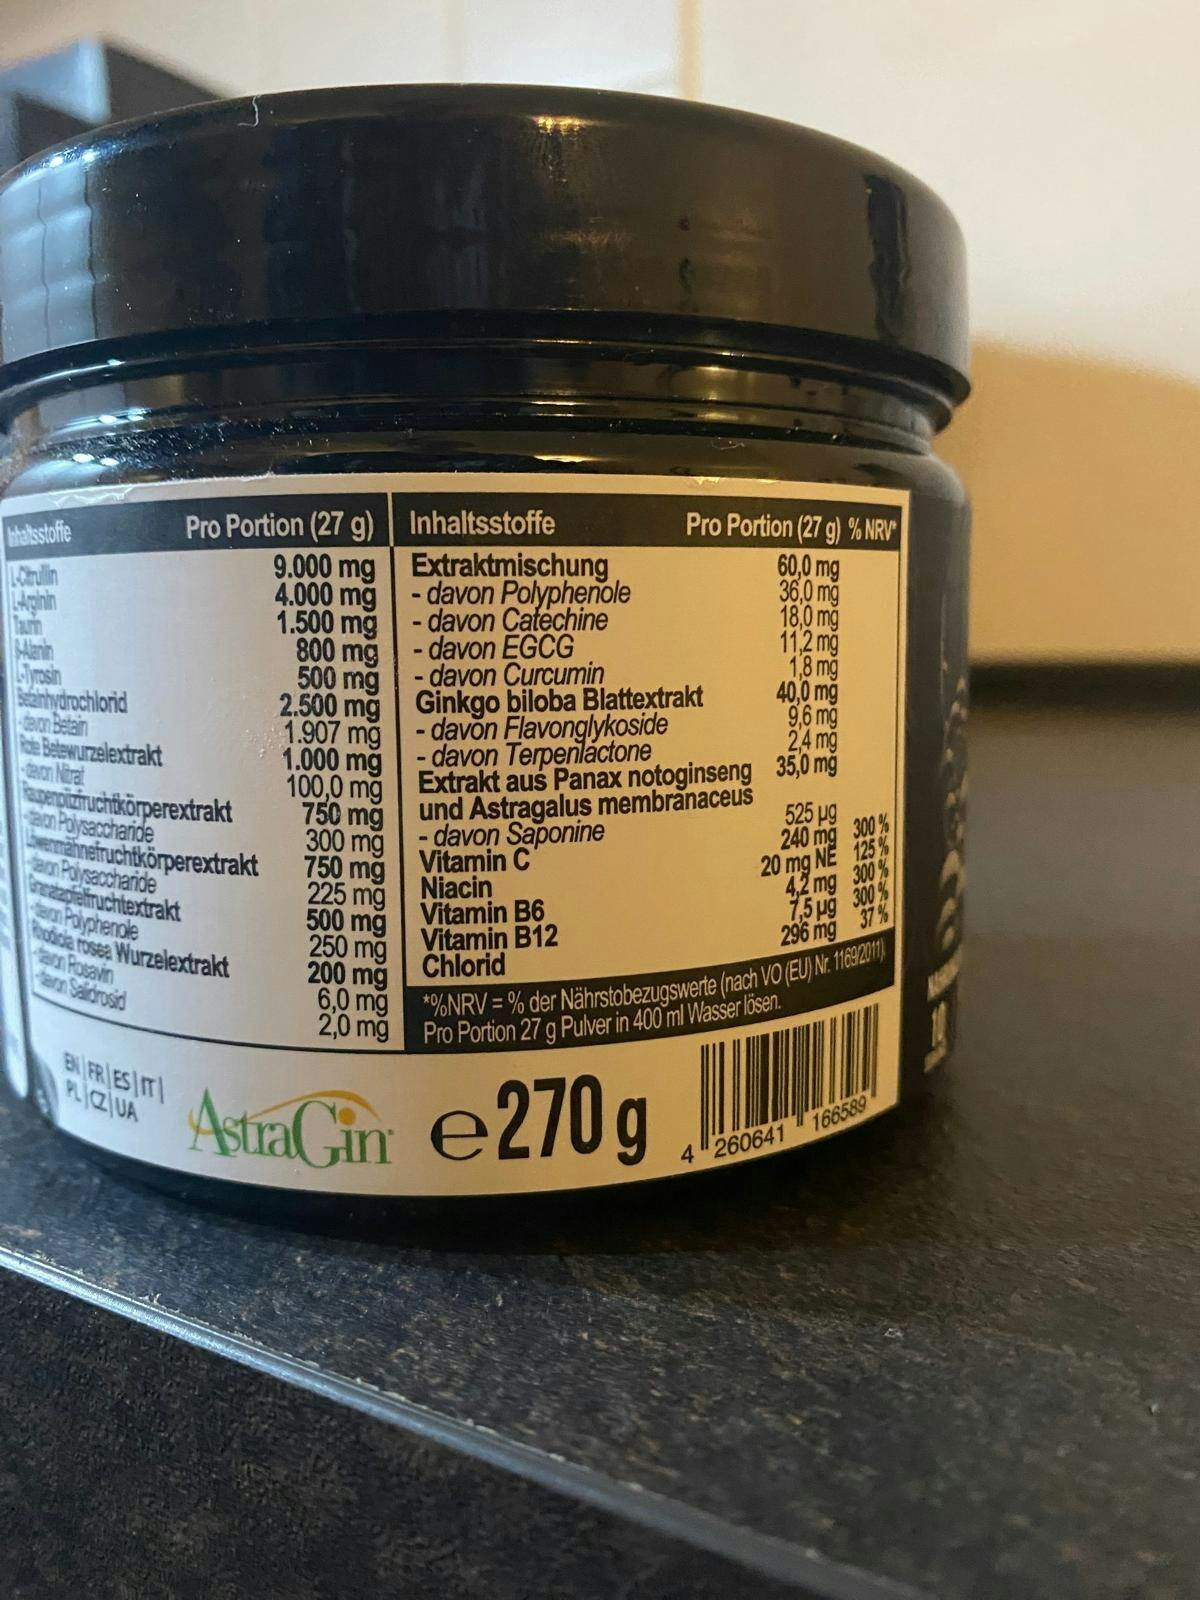 Inhaltsstoffe Pro Portion (27 g)
L-Citrullin 9.000 mg
L-Arginin 4.000 mg
Taurin 1.500 mg
β-Alanin 800 mg
L-Tyrosin 500 mg
Betainhydrochlorid 2.500 mg
- davon Betain 1.907 mg
Rote Betewurzelextrakt 1.000 mg
- davon Nitrat 100,0 mg
Raupenpilzfruchtkörperextrakt 750 mg
- davon Polysaccharide 300 mg
Löwenmähnefruchtkörperextrakt 750 mg
- davon Polysaccharide 225 mg
Granatapfelfruchtextrakt 500 mg
- davon Polyphenole 250 mg
Rhodiola rosea Wurzelextrakt 200 mg
- davon Rosavin 6,0 mg
- davon Salidrosid 2,0 mg
Inhaltsstoffe Pro Portion (27 g) % NRV*
Extraktmischung 60,0 mg
- davon Polyphenole 36,0 mg
- davon Catechine 18,0 mg
- davon EGCG 11,2 mg
- davon Curcumin 1,8 mg
Ginkgo biloba Blattextrakt 40,0 mg
- davon Flavonglykoside 9,6 mg
- davon Terpenlactone 2,4 mg
Extrakt aus Panax notoginseng 35,0 mg
und Astragalus membranaceus
- davon Saponine 525 µg
Vitamin C 240 mg 300 %
Niacin 20 mg NE 125 %
Vitamin B6 4,2 mg 300 %
Vitamin B12 7,5 µg 300 %
Chlorid 296 mg 37 %
*%NRV = % der Nährstobezugswerte (nach VO (EU) Nr. 1169/2011).
Pro Portion 27 g Pulver in 400 ml Wasser lösen.
EN | FR | ES | IT |
PL | CZ | UA
AstraGin
e 270 g
4 260641 166589
10